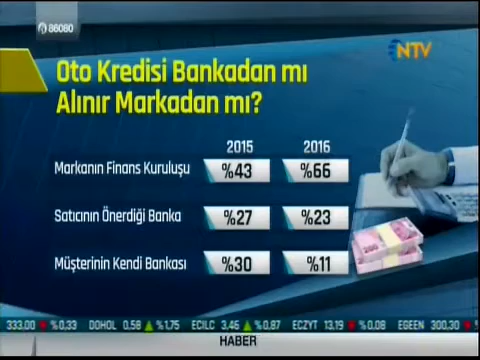 86080
NTV
Oto Kredisi Bankadan mı
Alınır Markadan mı?
2015 2016
Markanın Finans Kuruluşu %43 %66
Satıcının Önerdiği Banka %27 %23
Müşterinin Kendi Bankası %30 %11
333,00 %0,33 DOHOL 0,58 %1,75 ECILC 3,46 %0,87 ECZYT 13,19 %0,08 EGEEN 300,30
HABER